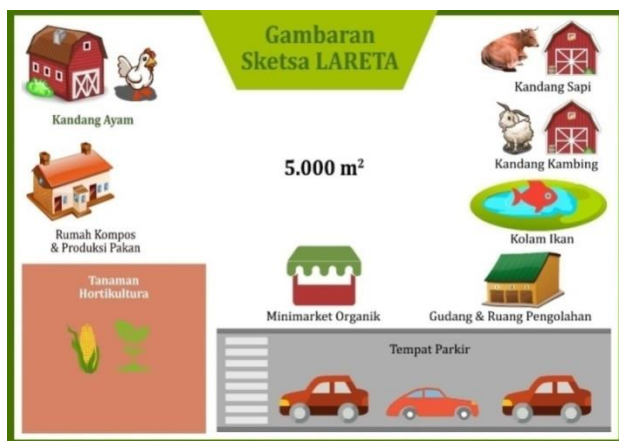 Gambaran
Sketsa LARETA
Kandang Ayam
Kandang Sapi
Kandang Kambing
5.000 m²
Rumah Kompos
& Produksi Pakan
Kolam Ikan
Tanaman
Hortikultura
Minimarket Organik
Gudang & Ruang Pengolahan
Tempat Parkir